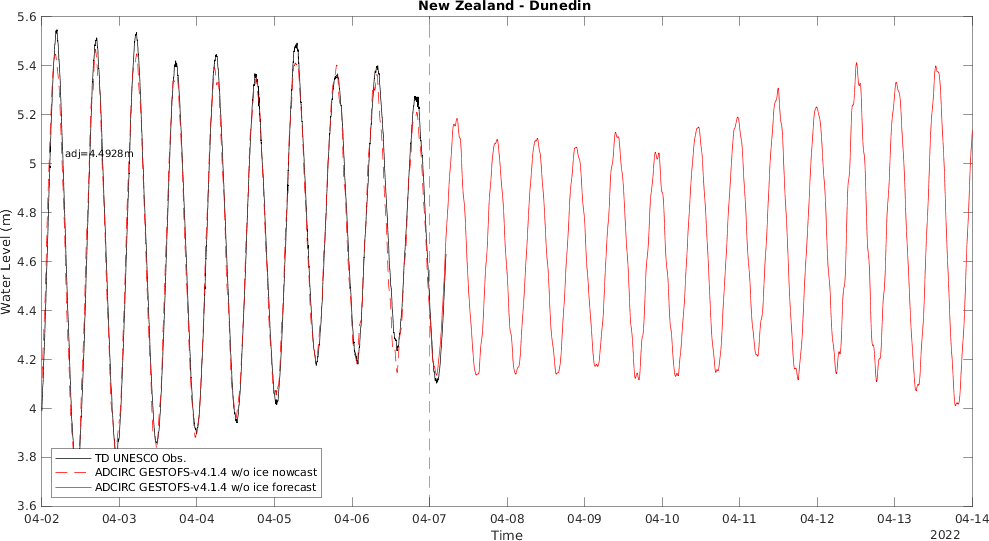 New Zealand - Dunedin
Water Level (m)
5.6
5.4
5.2
5
4.8
4.6
4.4
4.2
4
3.8
3.6
adj=4.4928m
TD UNESCO Obs.
ADCIRC GESTOFS-v4.1.4 w/o ice nowcast
ADCIRC GESTOFS-v4.1.4 w/o ice forecast
04-02 04-03 04-04 04-05 04-06 04-07 04-08 04-09 04-10 04-11 04-12 04-13 04-14
Time
2022